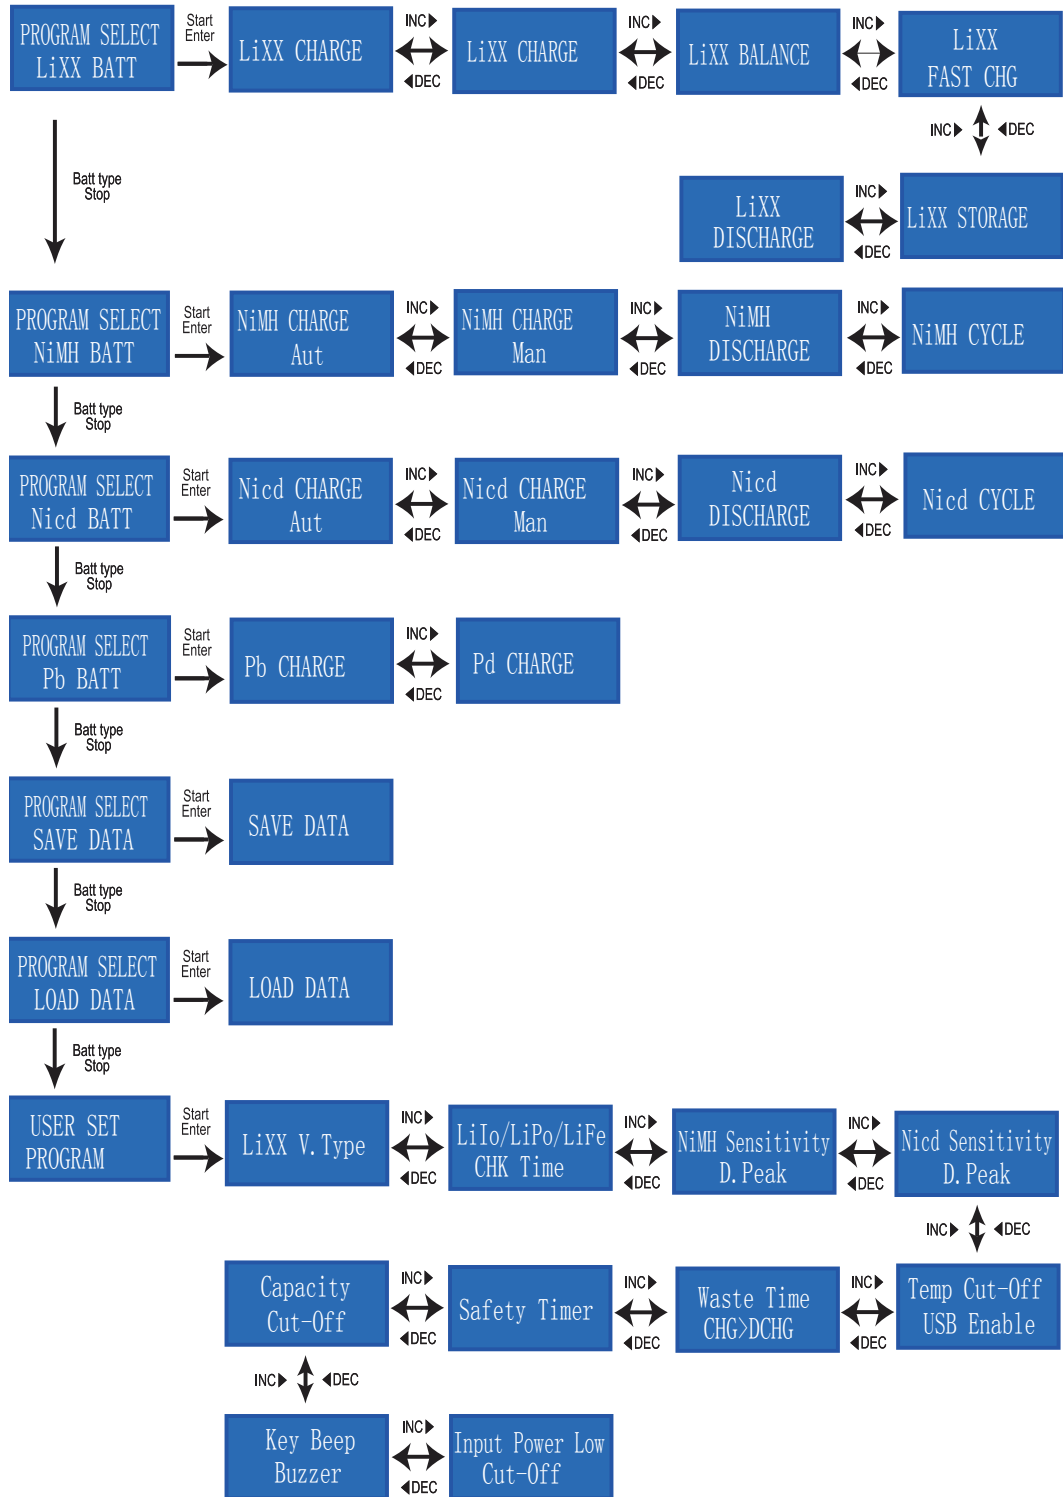 PROGRAM SELECT
LiXX BATT
Start
Enter
LiXX CHARGE
INC▶
◀DEC
LiXX CHARGE
INC▶
◀DEC
LiXX BALANCE
INC▶
◀DEC
LiXX
FAST CHG
INC▶ ◀DEC
Batt type
Stop
LiXX
DISCHARGE
INC▶
◀DEC
LiXX STORAGE
PROGRAM SELECT
NiMH BATT
Start
Enter
NiMH CHARGE
Aut
INC▶
◀DEC
NiMH CHARGE
Man
INC▶
◀DEC
NiMH
DISCHARGE
INC▶
◀DEC
NiMH CYCLE
Batt type
Stop
PROGRAM SELECT
Nicd BATT
Start
Enter
Nicd CHARGE
Aut
INC▶
◀DEC
Nicd CHARGE
Man
INC▶
◀DEC
Nicd
DISCHARGE
INC▶
◀DEC
Nicd CYCLE
Batt type
Stop
PROGRAM SELECT
Pb BATT
Start
Enter
Pb CHARGE
INC▶
◀DEC
Pd CHARGE
Batt type
Stop
PROGRAM SELECT
SAVE DATA
Start
Enter
SAVE DATA
Batt type
Stop
PROGRAM SELECT
LOAD DATA
Start
Enter
LOAD DATA
Batt type
Stop
USER SET
PROGRAM
Start
Enter
LiXX V.Type
INC▶
◀DEC
LiIo/LiPo/LiFe
CHK Time
INC▶
◀DEC
NiMH Sensitivity
D.Peak
INC▶
◀DEC
Nicd Sensitivity
D.Peak
INC▶ ◀DEC
Capacity
Cut-Off
INC▶
◀DEC
Safety Timer
INC▶
◀DEC
Waste Time
CHG>DCHG
INC▶
◀DEC
Temp Cut-Off
USB Enable
INC▶ ◀DEC
Key Beep
Buzzer
INC▶
◀DEC
Input Power Low
Cut-Off